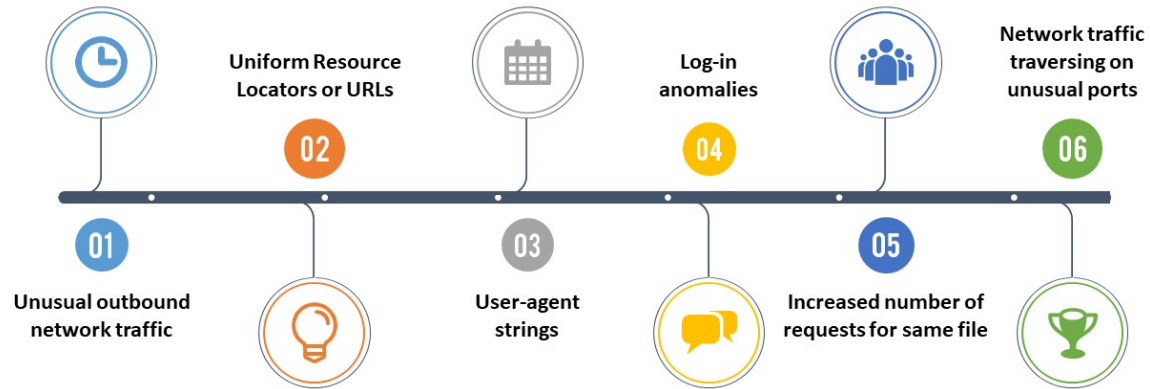 01
Unusual outbound
network traffic
Uniform Resource
Locators or URLs
02
03
User-agent
strings
Log-in
anomalies
04
05
Increased number of
requests for same file
Network traffic
traversing on
unusual ports
06